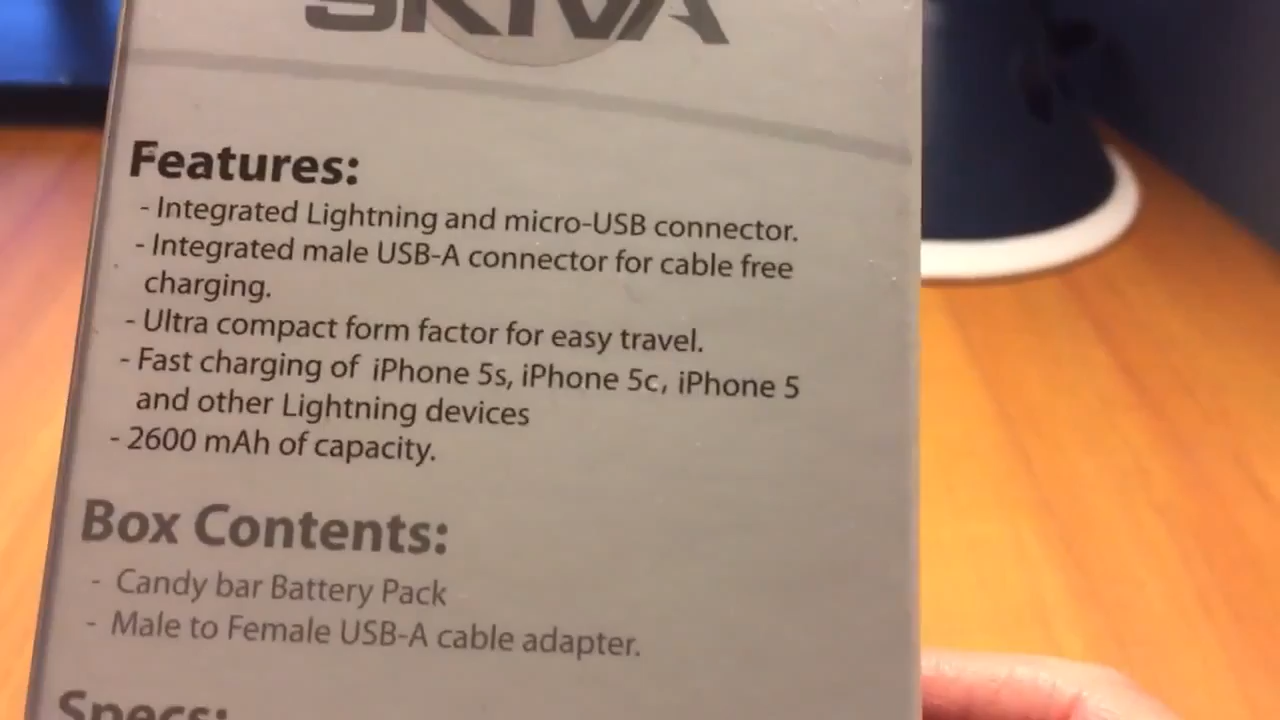 SKIVA
Features:
- Integrated Lightning and micro-USB connector.
- Integrated male USB-A connector for cable free
charging.
- Ultra compact form factor for easy travel.
- Fast charging of iPhone 5s, iPhone 5c, iPhone 5
and other Lightning devices
- 2600 mAh of capacity.
Box Contents:
- Candy bar Battery Pack
- Male to Female USB-A cable adapter.
Specs: